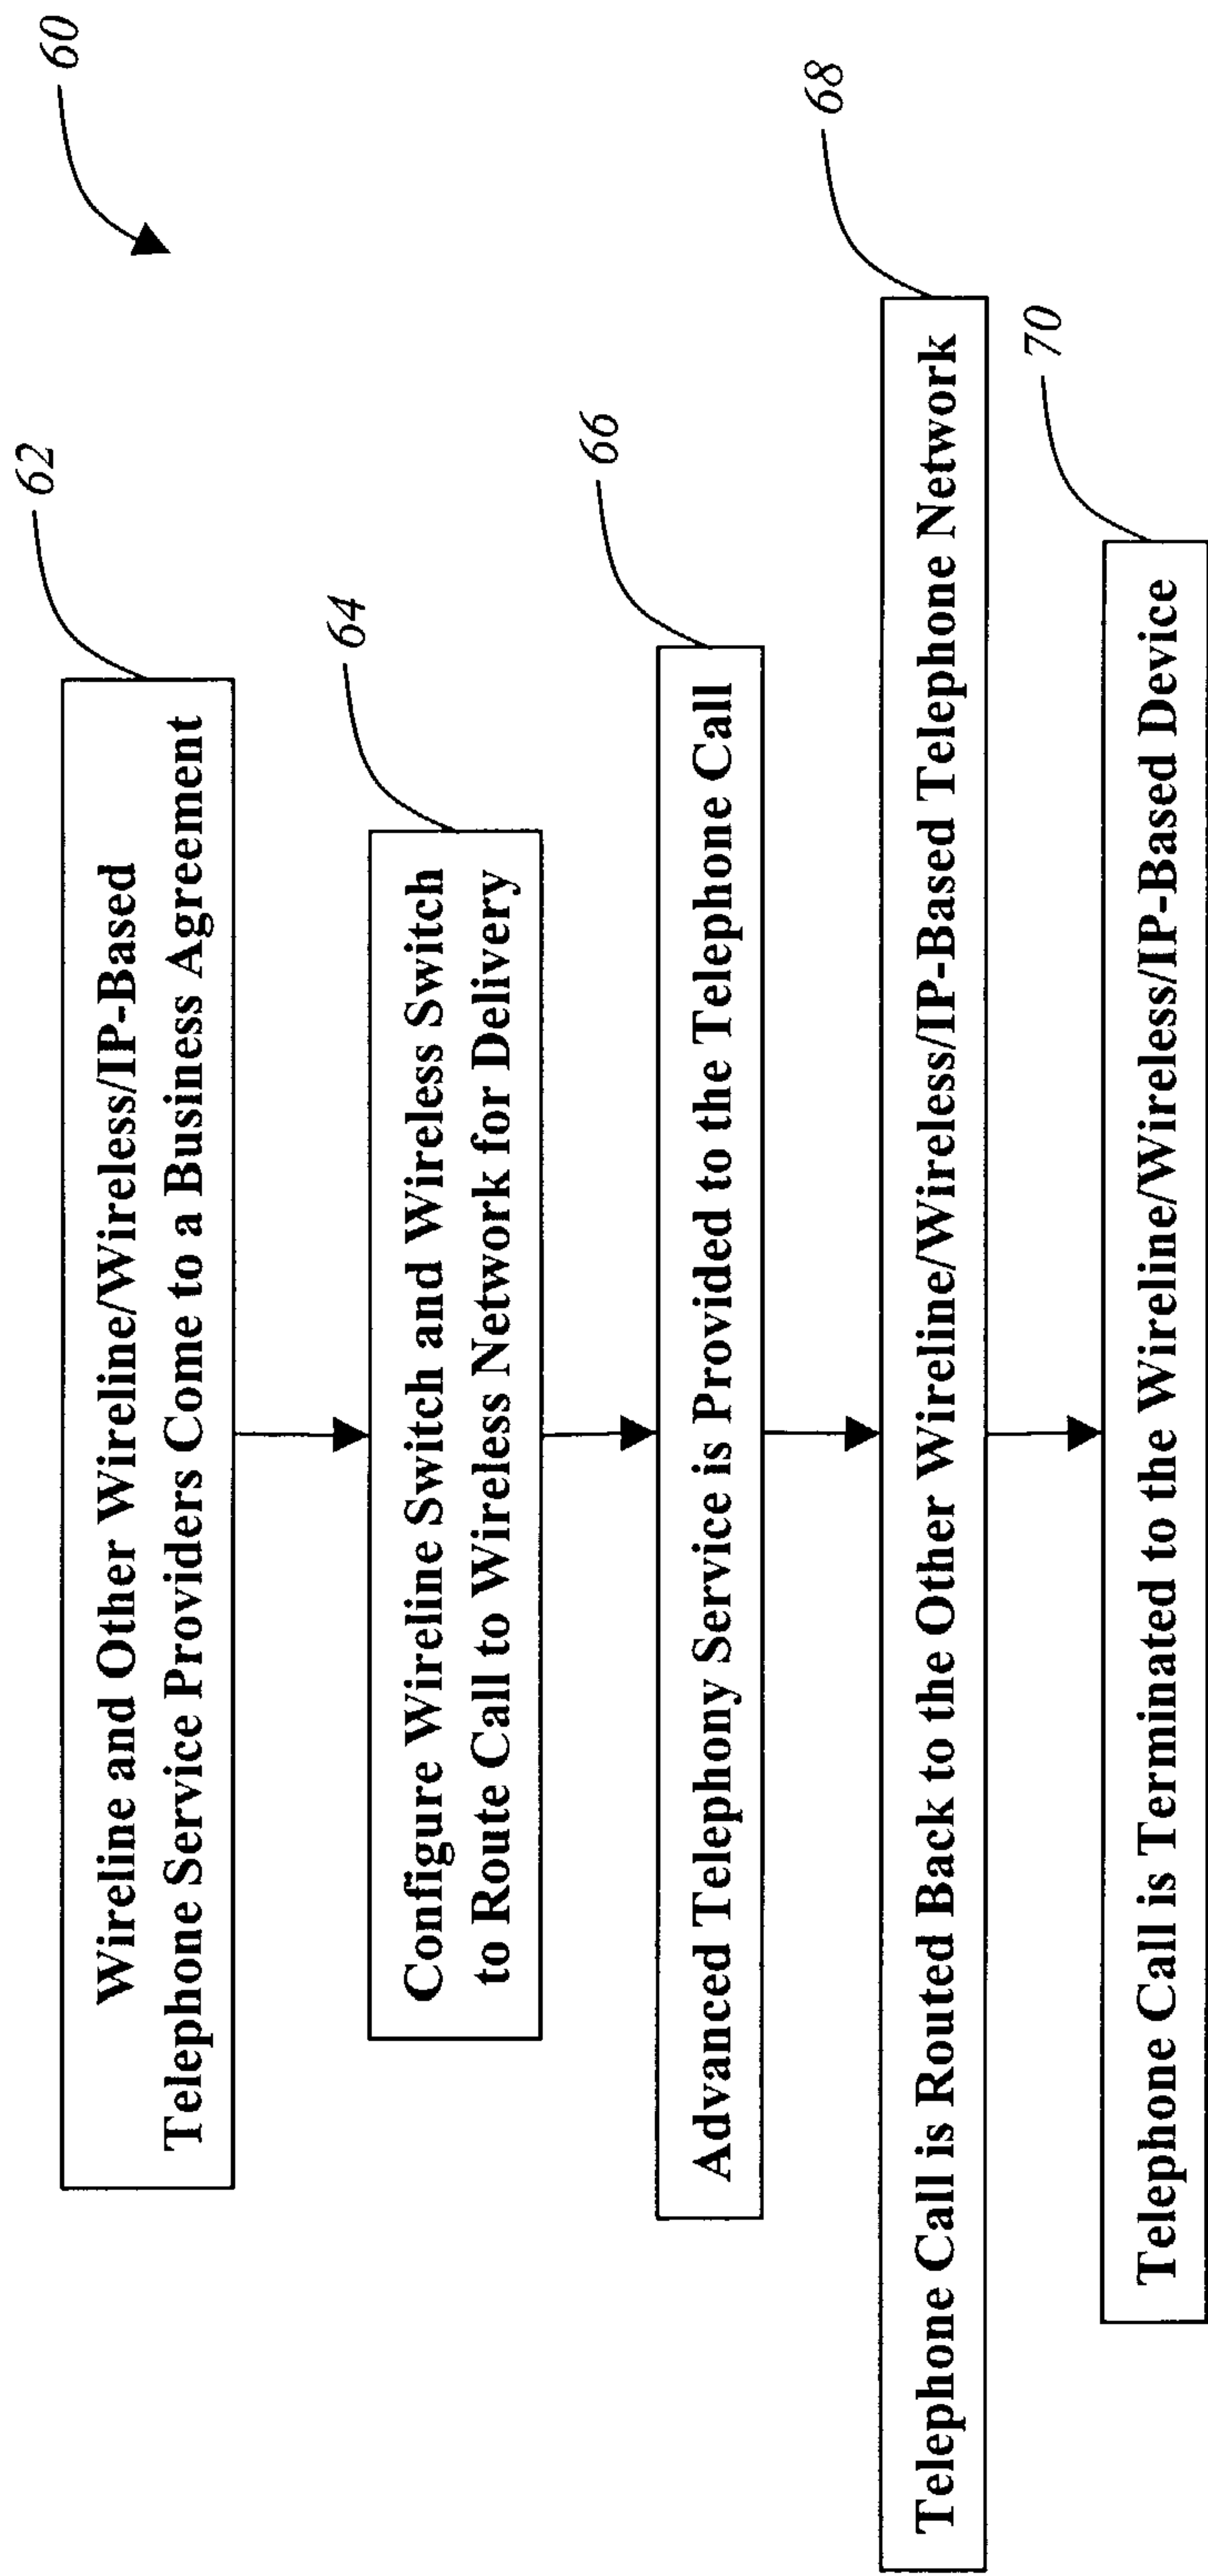 60
62
Wireline and Other Wireline/Wireless/IP-Based
Telephone Service Providers Come to a Business Agreement
64
Configure Wireline Switch and Wireless Switch
to Route Call to Wireless Network for Delivery
66
Advanced Telephony Service is Provided to the Telephone Call
68
Telephone Call is Routed Back to the Other Wireline/Wireless/IP-Based Telephone Network
70
Telephone Call is Terminated to the Wireline/Wireless/IP-Based Device